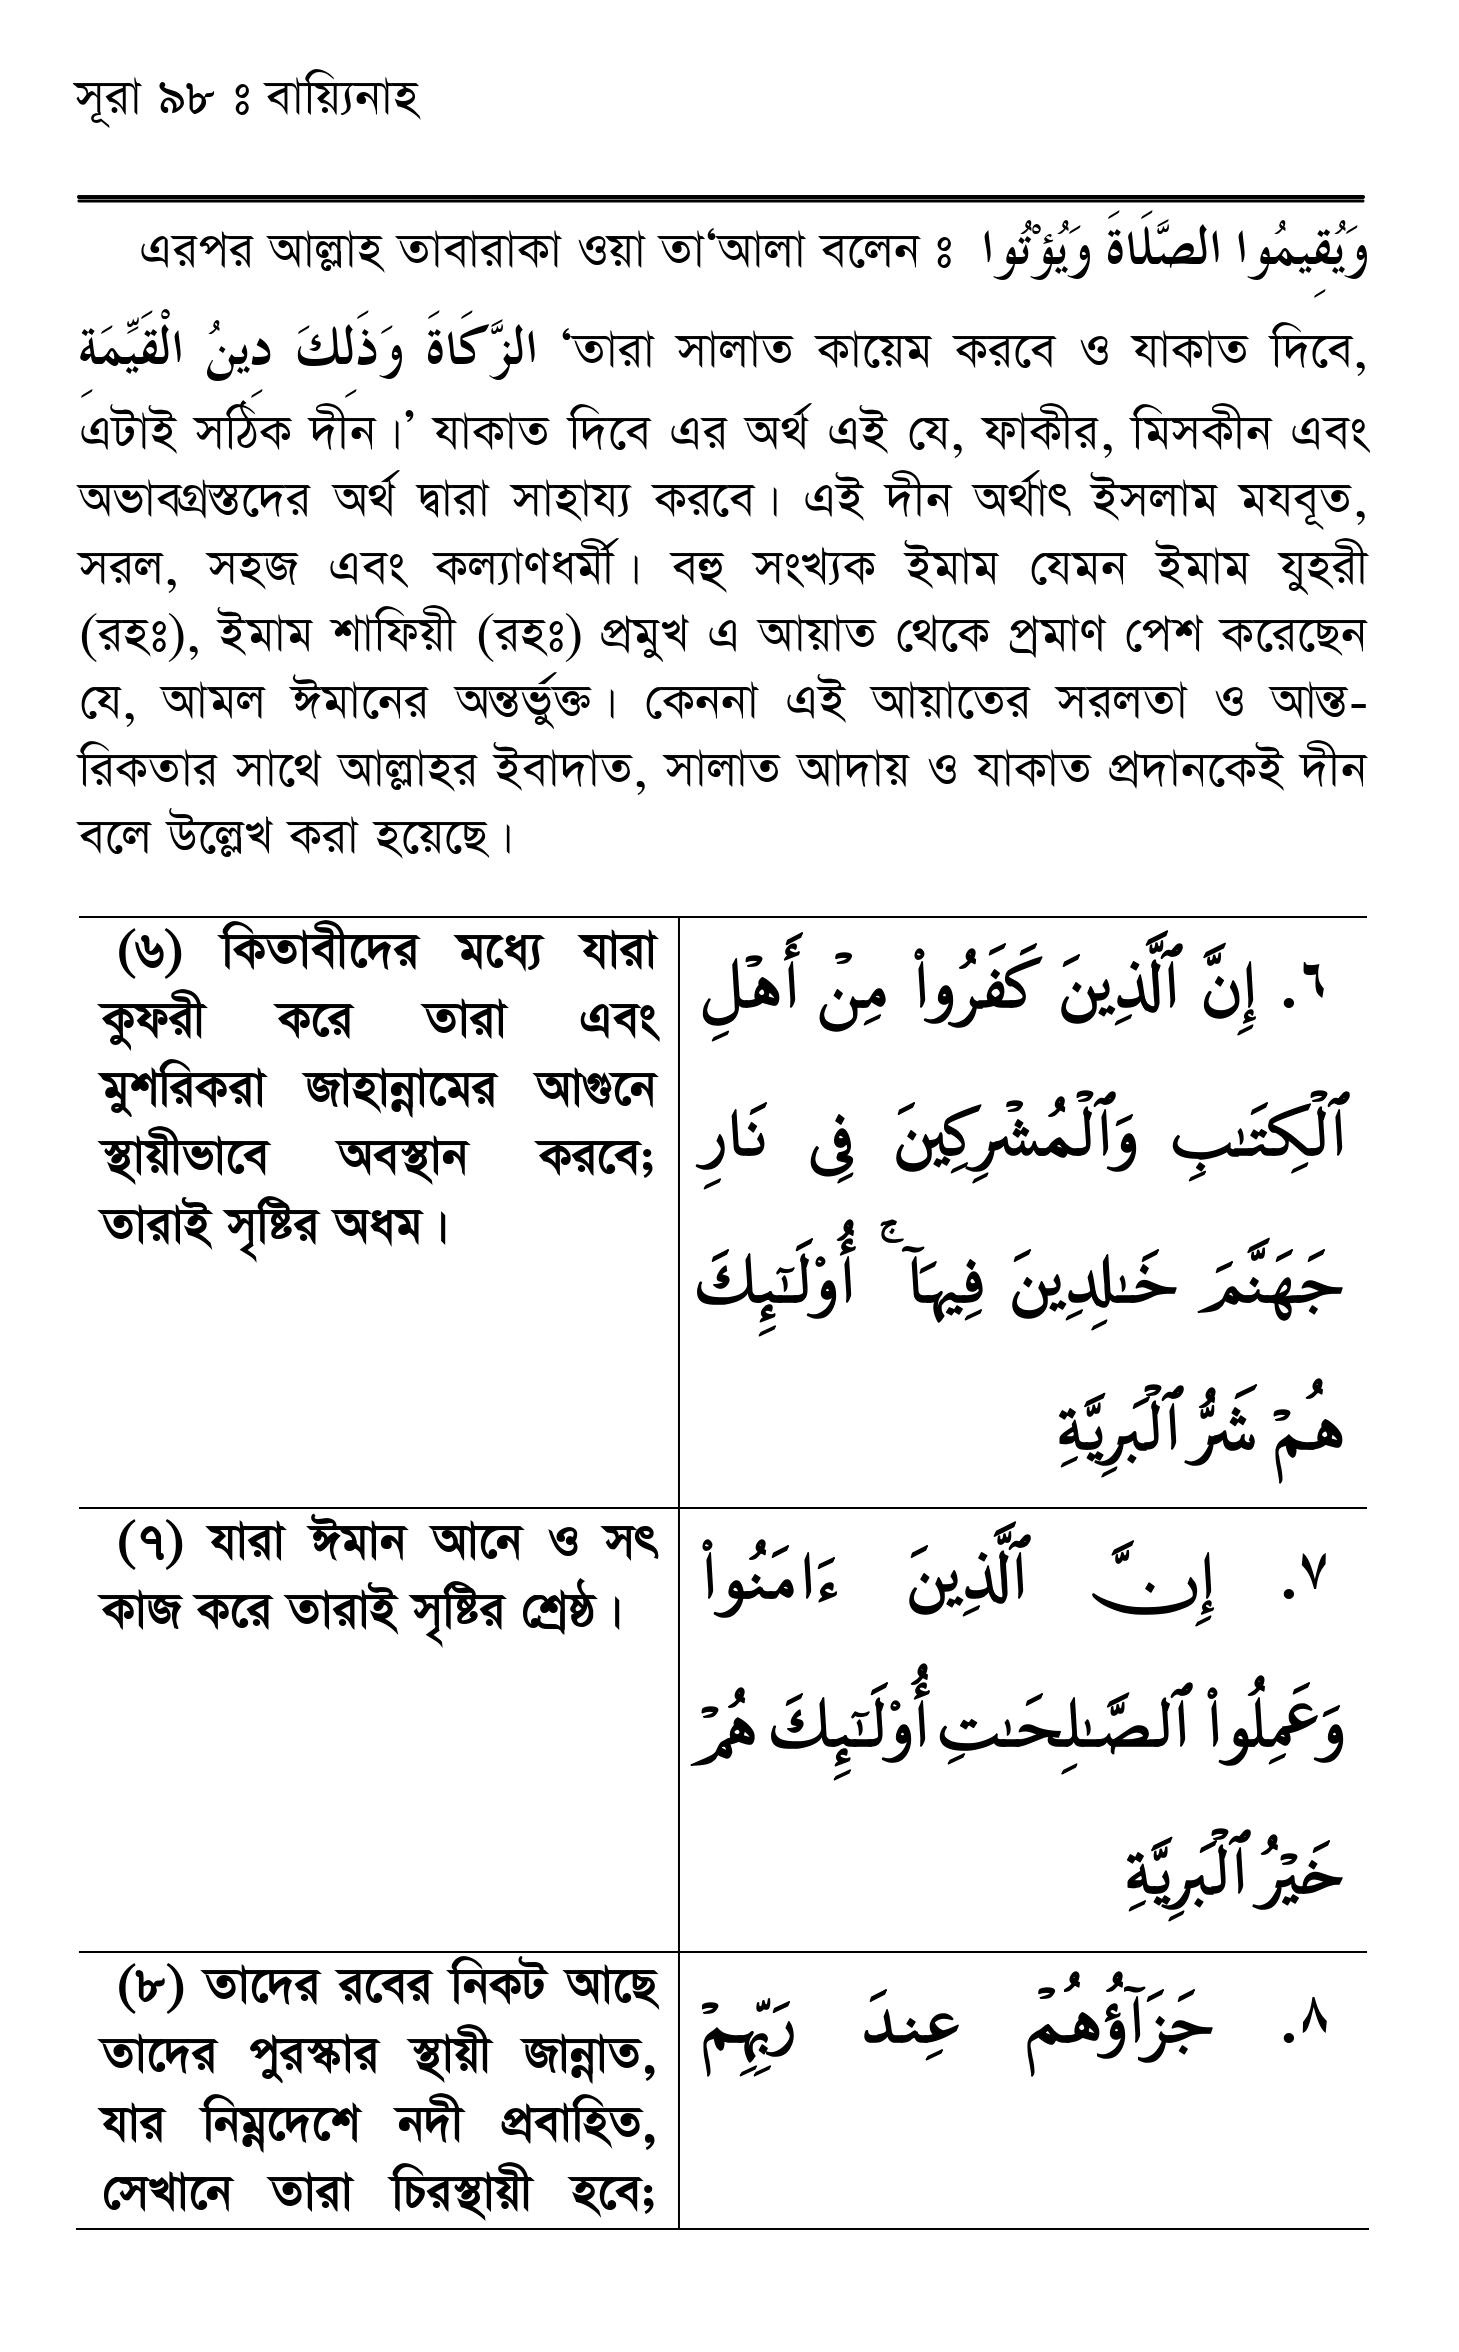 সূরা ৯৮ ঃ বায়্যিনাহ
এরপর আল্লাহ তাবারাকা ওয়া তা‘আলা বলেন ঃ وَيُقِيمُوا الصَّلَاةَ وَيُؤْتُوا
الزَّكَاةَ وَذَلِكَ دِينُ الْقَيِّمَةِ ‘তারা সালাত কায়েম করবে ও যাকাত দিবে,
এটাই সঠিক দীন।’ যাকাত দিবে এর অর্থ এই যে, ফাকীর, মিসকীন এবং
অভাবগ্রস্তদের অর্থ দ্বারা সাহায্য করবে। এই দীন অর্থাৎ ইসলাম মযবূত,
সরল, সহজ এবং কল্যাণধর্মী। বহু সংখ্যক ইমাম যেমন ইমাম যুহরী
(রহঃ), ইমাম শাফিয়ী (রহঃ) প্রমুখ এ আয়াত থেকে প্রমাণ পেশ করেছেন
যে, আমল ঈমানের অন্তর্ভুক্ত। কেননা এই আয়াতের সরলতা ও আন্ত-
রিকতার সাথে আল্লাহর ইবাদাত, সালাত আদায় ও যাকাত প্রদানকেই দীন
বলে উল্লেখ করা হয়েছে।
(৬) কিতাবীদের মধ্যে যারা
কুফরী করে তারা এবং
মুশরিকরা জাহান্নামের আগুনে
স্থায়ীভাবে অবস্থান করবে;
তারাই সৃষ্টির অধম।
٦. إِنَّ ٱلَّذِينَ كَفَرُوا۟ مِنْ أَهْلِ
ٱلْكِتَـٰبِ وَٱلْمُشْرِكِينَ فِى نَارِ
جَهَنَّمَ خَـٰلِدِينَ فِيهَآ ۚ أُو۟لَـٰٓئِكَ
هُمْ شَرُّ ٱلْبَرِيَّةِ
(৭) যারা ঈমান আনে ও সৎ
কাজ করে তারাই সৃষ্টির শ্রেষ্ঠ।
٧. إِنَّ ٱلَّذِينَ ءَامَنُوا۟
وَعَمِلُوا۟ ٱلصَّـٰلِحَـٰتِ أُو۟لَـٰٓئِكَ هُمْ
خَيْرُ ٱلْبَرِيَّةِ
(৮) তাদের রবের নিকট আছে
তাদের পুরস্কার স্থায়ী জান্নাত,
যার নিম্নদেশে নদী প্রবাহিত,
সেখানে তারা চিরস্থায়ী হবে;
٨. جَزَآؤُهُمْ عِندَ رَبِّهِمْ